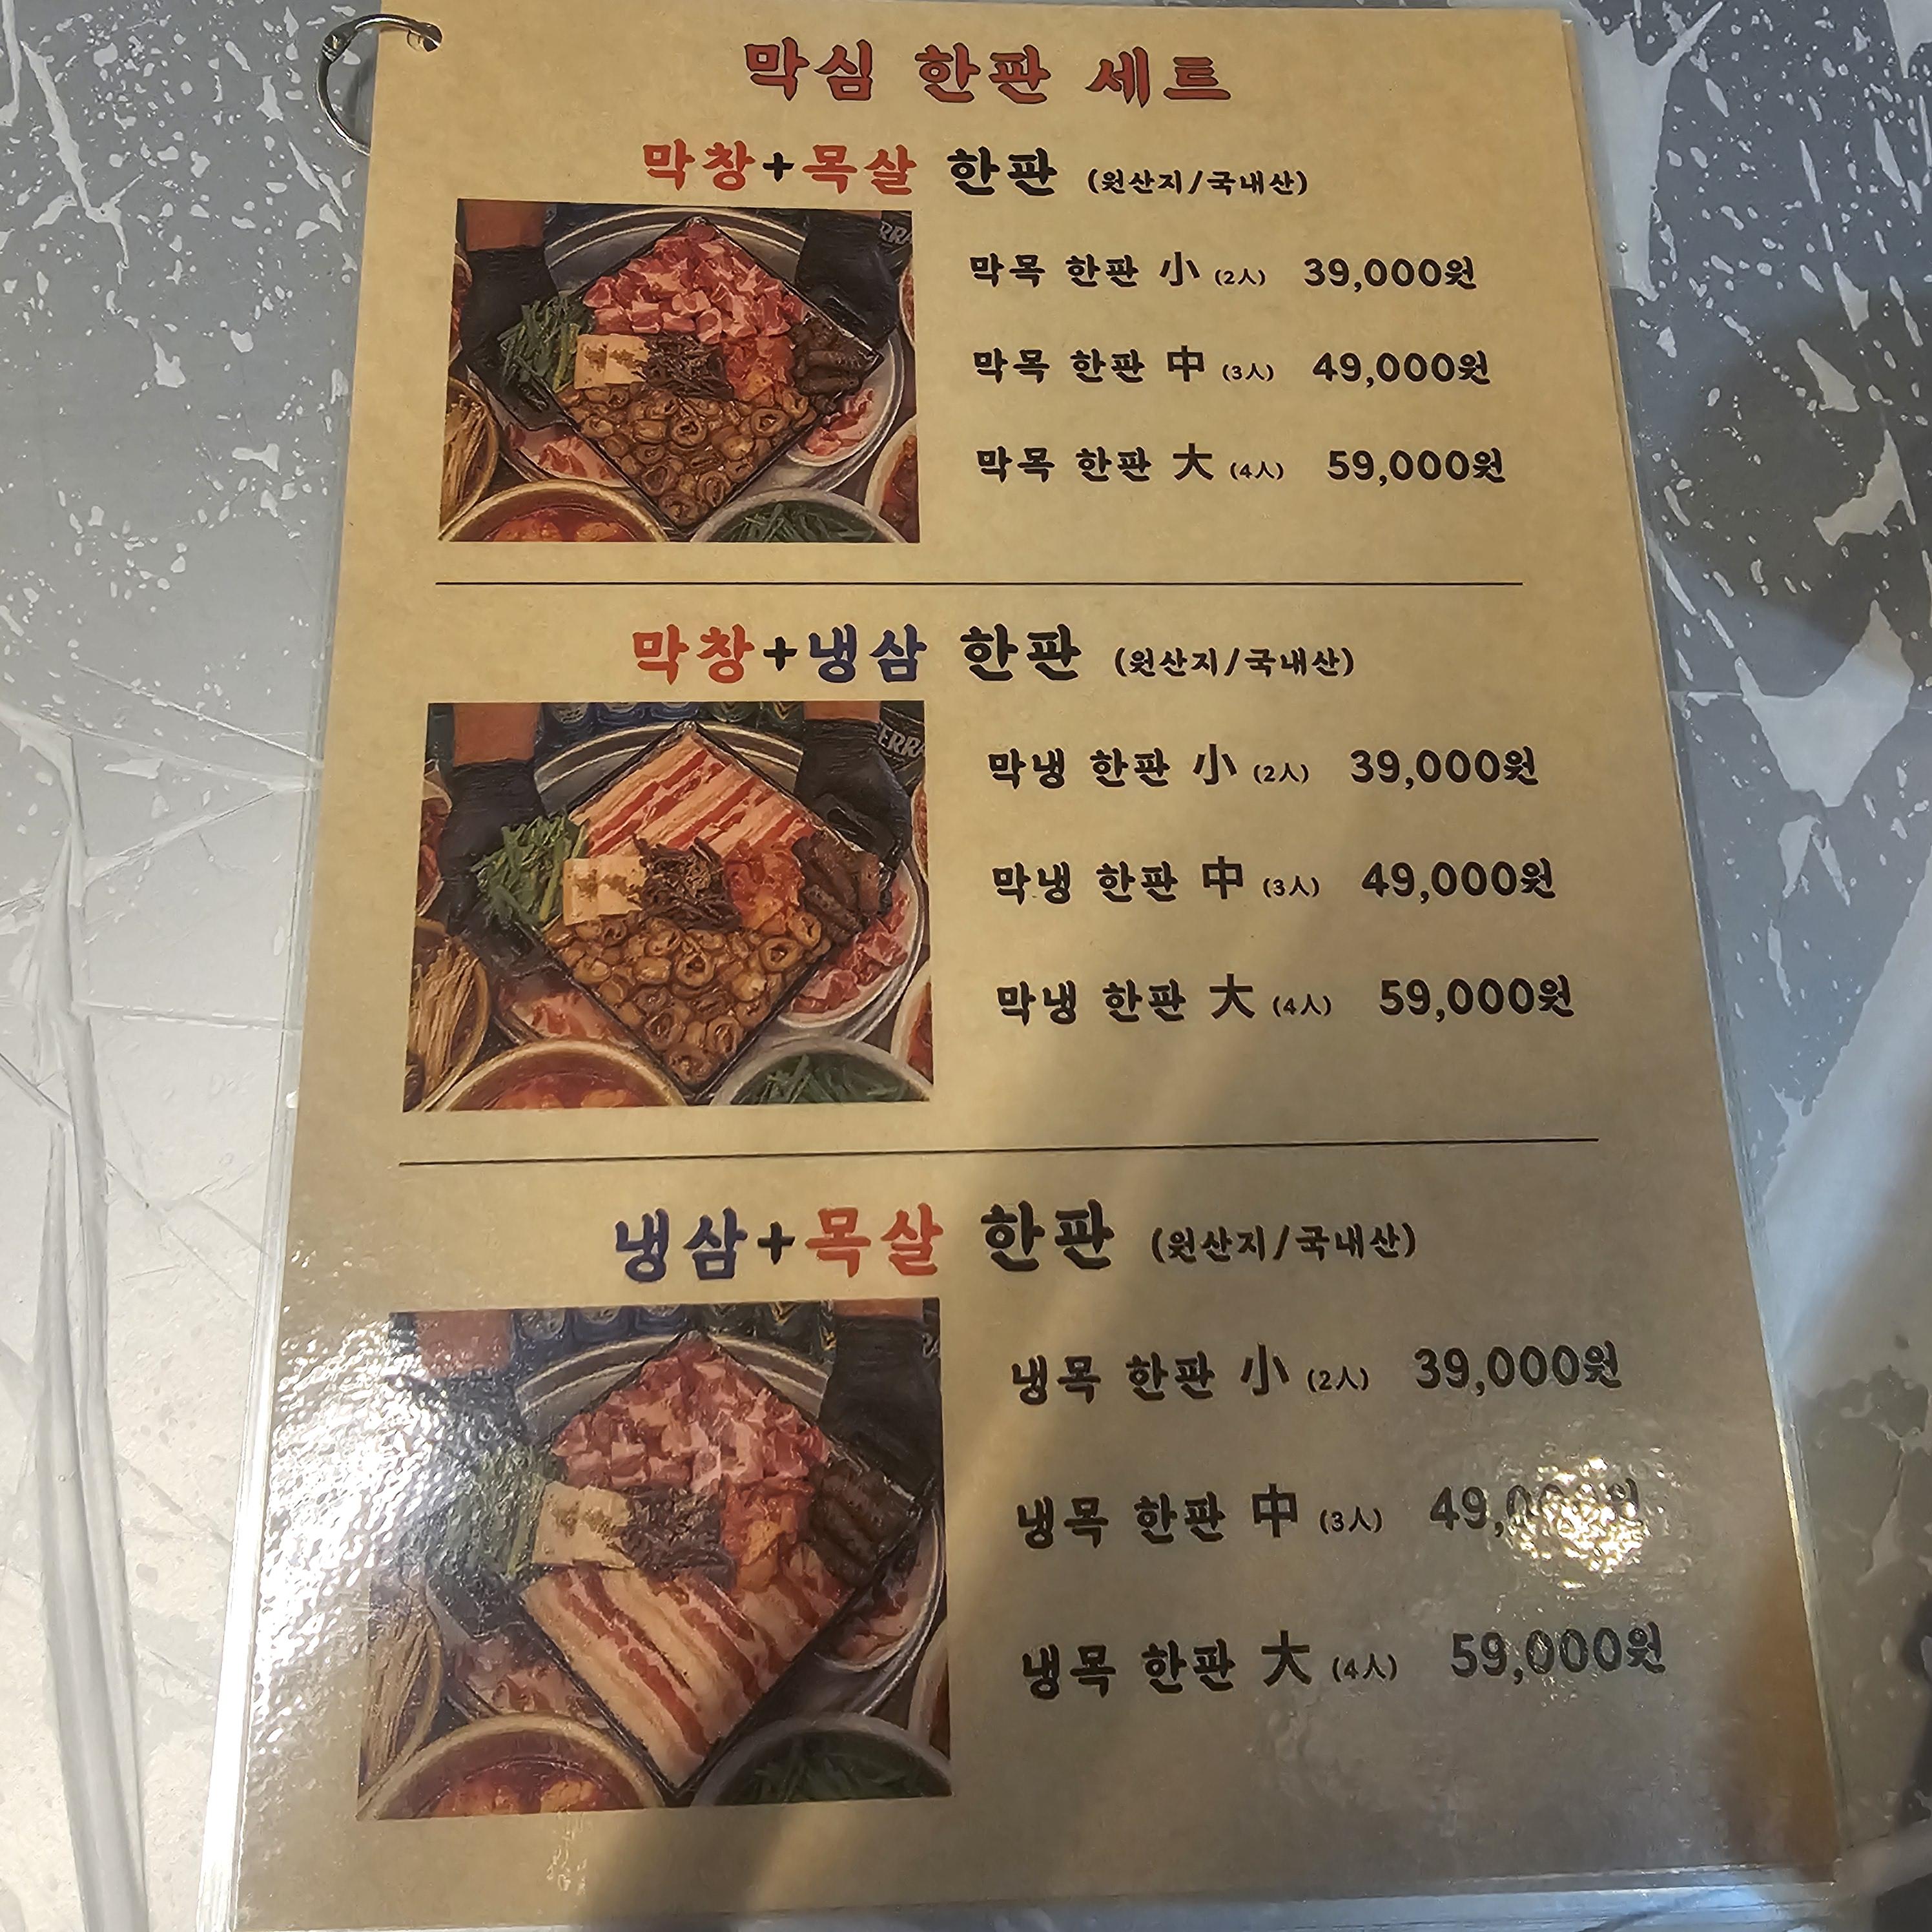 막심 한판 세트
막창+목살 한판 (원산지/국내산)
막목 한판 小 (2人) 39,000원
막목 한판 中 (3人) 49,000원
막목 한판 大 (4人) 59,000원
막창+냉삼 한판 (원산지/국내산)
막냉 한판 小 (2人) 39,000원
막냉 한판 中 (3人) 49,000원
막냉 한판 大 (4人) 59,000원
냉삼+목살 한판 (원산지/국내산)
냉목 한판 小 (2人) 39,000원
냉목 한판 中 (3人) 49,000원
냉목 한판 大 (4人) 59,000원